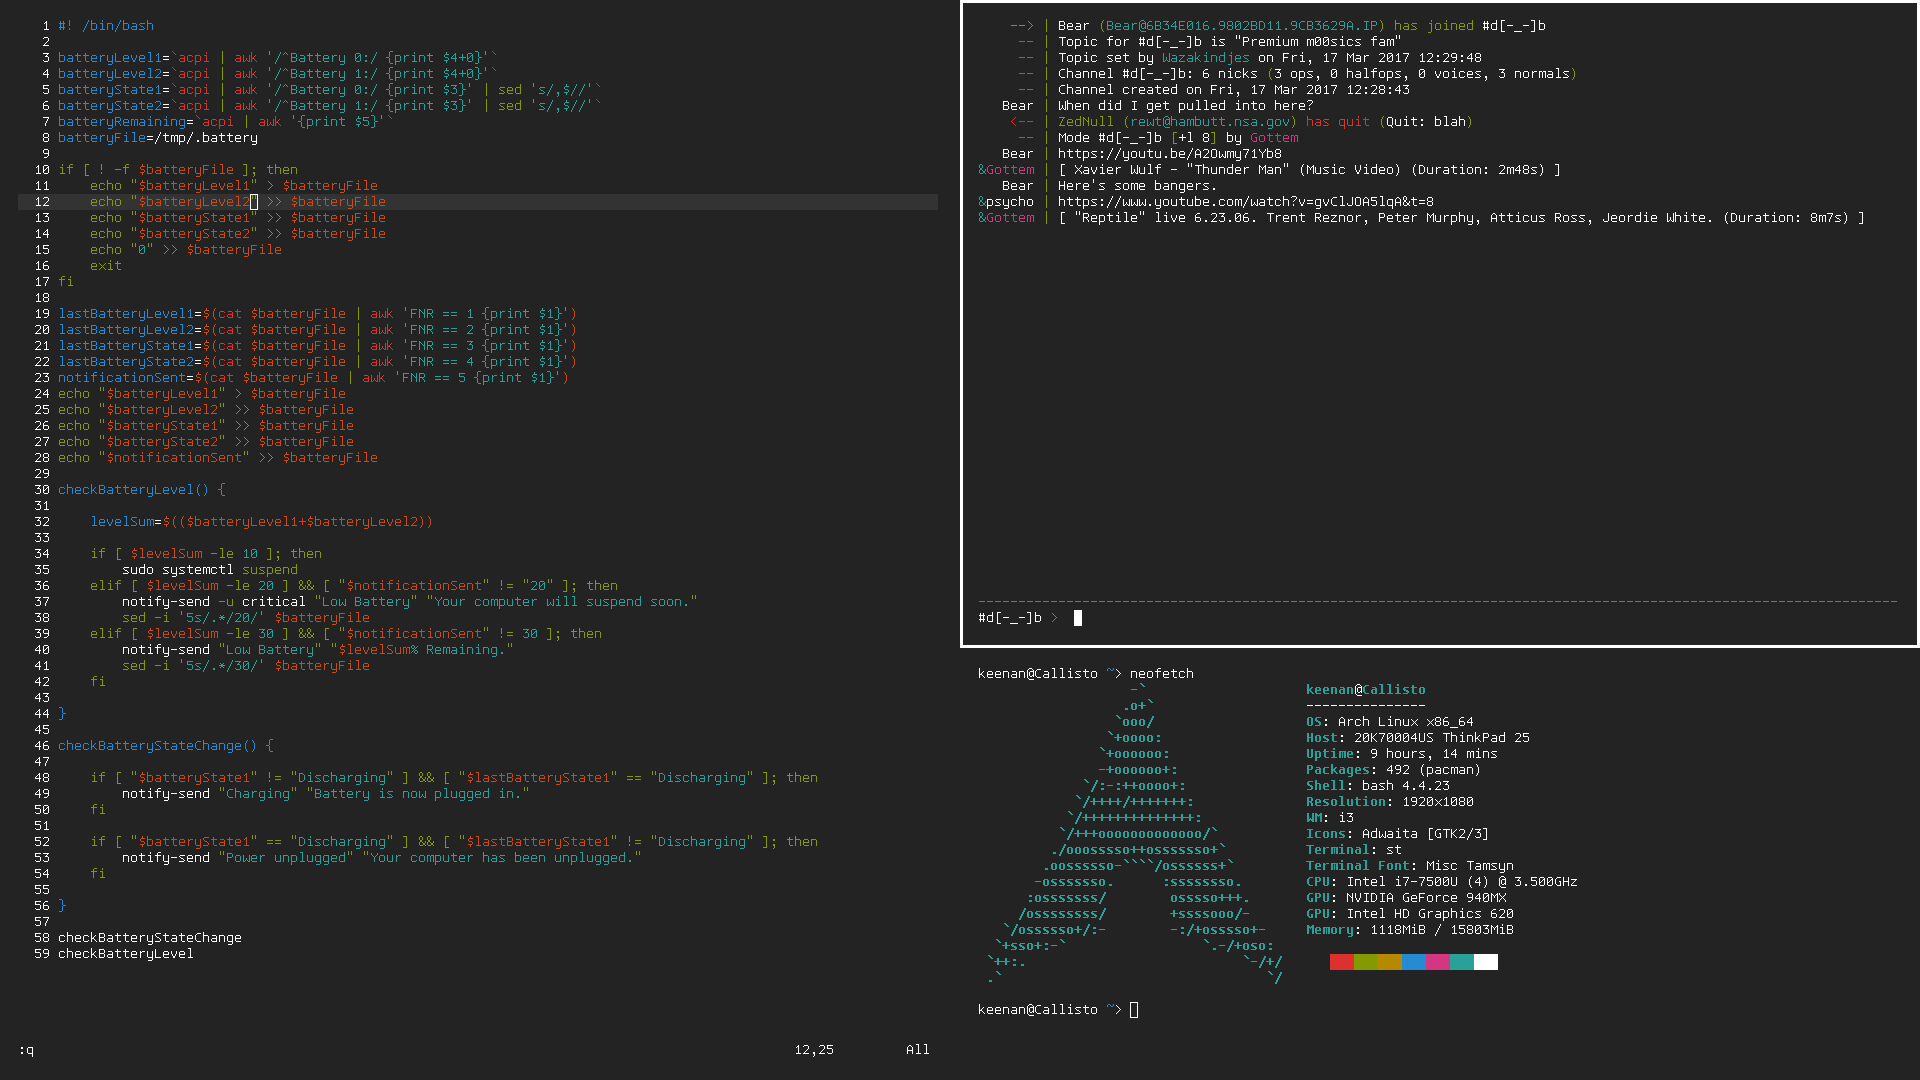 1 #! /bin/bash
2
3 batteryLevel1=`acpi | awk '/^Battery 0:/ {print $4+0}'`
4 batteryLevel2=`acpi | awk '/^Battery 1:/ {print $4+0}'`
5 batteryState1=`acpi | awk '/^Battery 0:/ {print $3}' | sed 's/,$//'`
6 batteryState2=`acpi | awk '/^Battery 1:/ {print $3}' | sed 's/,$//'`
7 batteryRemaining=`acpi | awk '{print $5}'`
8 batteryFile=/tmp/.battery
9
10 if [ ! -f $batteryFile ]; then
11     echo "$batteryLevel1" > $batteryFile
12     echo "$batteryLevel2" >> $batteryFile
13     echo "$batteryState1" >> $batteryFile
14     echo "$batteryState2" >> $batteryFile
15     echo "0" >> $batteryFile
16     exit
17 fi
18
19 lastBatteryLevel1=$(cat $batteryFile | awk 'FNR == 1 {print $1}')
20 lastBatteryLevel2=$(cat $batteryFile | awk 'FNR == 2 {print $1}')
21 lastBatteryState1=$(cat $batteryFile | awk 'FNR == 3 {print $1}')
22 lastBatteryState2=$(cat $batteryFile | awk 'FNR == 4 {print $1}')
23 notificationSent=$(cat $batteryFile | awk 'FNR == 5 {print $1}')
24 echo "$batteryLevel1" > $batteryFile
25 echo "$batteryLevel2" >> $batteryFile
26 echo "$batteryState1" >> $batteryFile
27 echo "$batteryState2" >> $batteryFile
28 echo "$notificationSent" >> $batteryFile
29
30 checkBatteryLevel() {
31
32     levelSum=$(($batteryLevel1+$batteryLevel2))
33
34     if [ $levelSum -le 10 ]; then
35         sudo systemctl suspend
36     elif [ $levelSum -le 20 ] && [ "$notificationSent" != "20" ]; then
37         notify-send -u critical "Low Battery" "Your computer will suspend soon."
38         sed -i '5s/.*/20/' $batteryFile
39     elif [ $levelSum -le 30 ] && [ "$notificationSent" != 30 ]; then
40         notify-send "Low Battery" "$levelSum% Remaining."
41         sed -i '5s/.*/30/' $batteryFile
42     fi
43
44 }
45
46 checkBatteryStateChange() {
47
48     if [ "$batteryState1" != "Discharging" ] && [ "$lastBatteryState1" == "Discharging" ]; then
49         notify-send "Charging" "Battery is now plugged in."
50     fi
51
52     if [ "$batteryState1" == "Discharging" ] && [ "$lastBatteryState1" != "Discharging" ]; then
53         notify-send "Power unplugged" "Your computer has been unplugged."
54     fi
55
56 }
57
58 checkBatteryStateChange
59 checkBatteryLevel
:q 12,25 All
--> | Bear (Bear@6B34E016.9802BD11.9CB3629A.IP) has joined #d[-_-]b
-- | Topic for #d[-_-]b is "Premium m00sics fam"
-- | Topic set by Wazakindjes on Fri, 17 Mar 2017 12:29:48
-- | Channel #d[-_-]b: 6 nicks (3 ops, 0 halfops, 0 voices, 3 normals)
-- | Channel created on Fri, 17 Mar 2017 12:28:43
Bear | When did I get pulled into here?
<-- | ZedNull (rewt@hambutt.nsa.gov) has quit (Quit: blah)
-- | Mode #d[-_-]b [+l 8] by Gottem
Bear | https://youtu.be/A2Owmy71Yb8
&Gottem | [ Xavier Wulf - "Thunder Man" (Music Video) (Duration: 2m48s) ]
Bear | Here's some bangers.
&psycho | https://www.youtube.com/watch?v=gvClJOA5lqA&t=8
&Gottem | [ "Reptile" live 6.23.06. Trent Reznor, Peter Murphy, Atticus Ross, Jeordie White. (Duration: 8m7s) ]
#d[-_-]b >
keenan@Callisto ~> neofetch
-` keenan@Callisto
.o+` ---------------
`ooo/ OS: Arch Linux x86_64
`+oooo: Host: 20K70004US ThinkPad 25
`+oooooo: Uptime: 9 hours, 14 mins
-+oooooo+: Packages: 492 (pacman)
`/:-:++oooo+: Shell: bash 4.4.23
`/++++/+++++++: Resolution: 1920x1080
`/++++++++++++++: WM: i3
`/+++ooooooooooooo/` Icons: Adwaita [GTK2/3]
./ooosssso++osssssso+` Terminal: st
.oossssso-````/ossssss+` Terminal Font: Misc Tamsyn
-osssssso. :ssssssso. CPU: Intel i7-7500U (4) @ 3.500GHz
:osssssss/ osssso+++. GPU: NVIDIA GeForce 940MX
/ossssssss/ +ssssooo/- GPU: Intel HD Graphics 620
`/ossssso+/:- -:/+osssso+- Memory: 1118MiB / 15803MiB
`+sso+:-` `.-/+oso:
`++:. `-/+/
.` `/
keenan@Callisto ~>